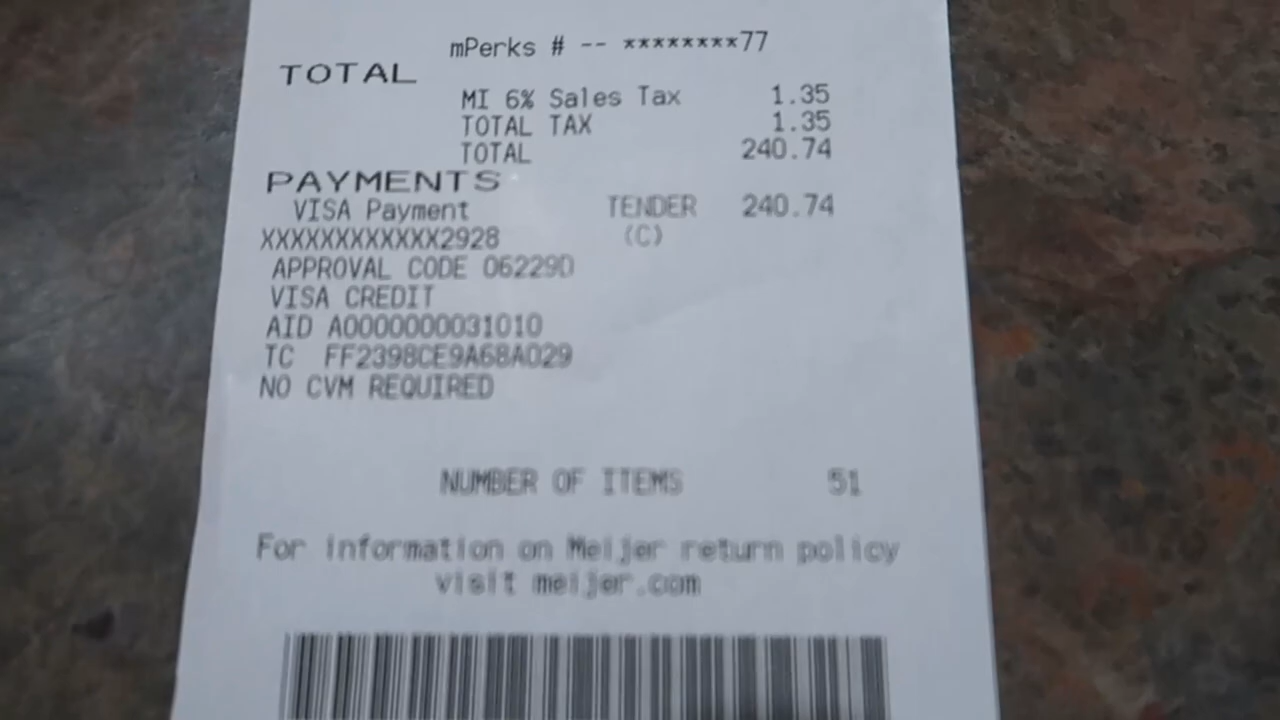 mPerks # -- ********77
TOTAL
MI 6% Sales Tax 1.35
TOTAL TAX 1.35
TOTAL 240.74
PAYMENTS
VISA Payment TENDER 240.74
XXXXXXXXXXXX2928 (C)
APPROVAL CODE 06229D
VISA CREDIT
AID A0000000031010
TC FF2398CE9A68A029
NO CVM REQUIRED
NUMBER OF ITEMS 51
For information on Meijer return policy
visit meijer.com